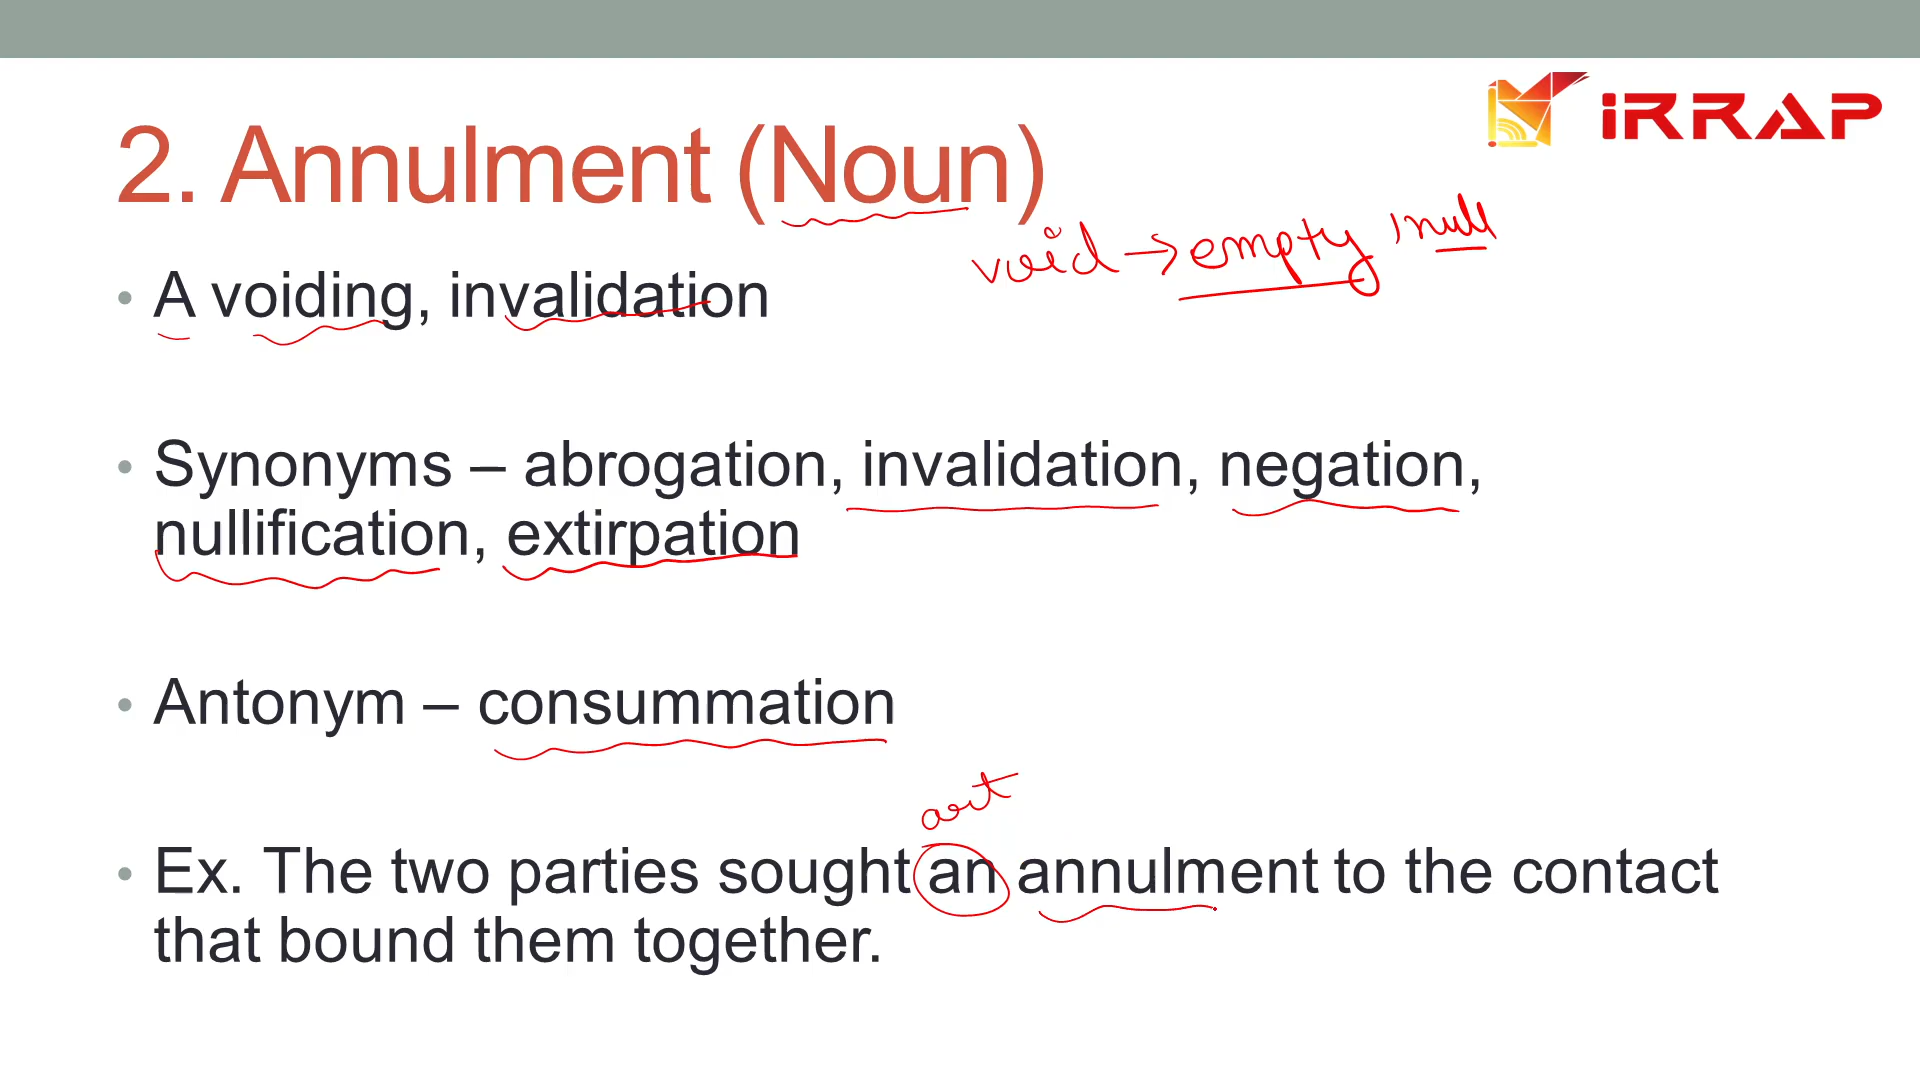 iRRAP
2. Annulment (Noun)
void → empty, null
• A voiding, invalidation
• Synonyms – abrogation, invalidation, negation,
nullification, extirpation
• Antonym – consummation
art
• Ex. The two parties sought an annulment to the contact
that bound them together.